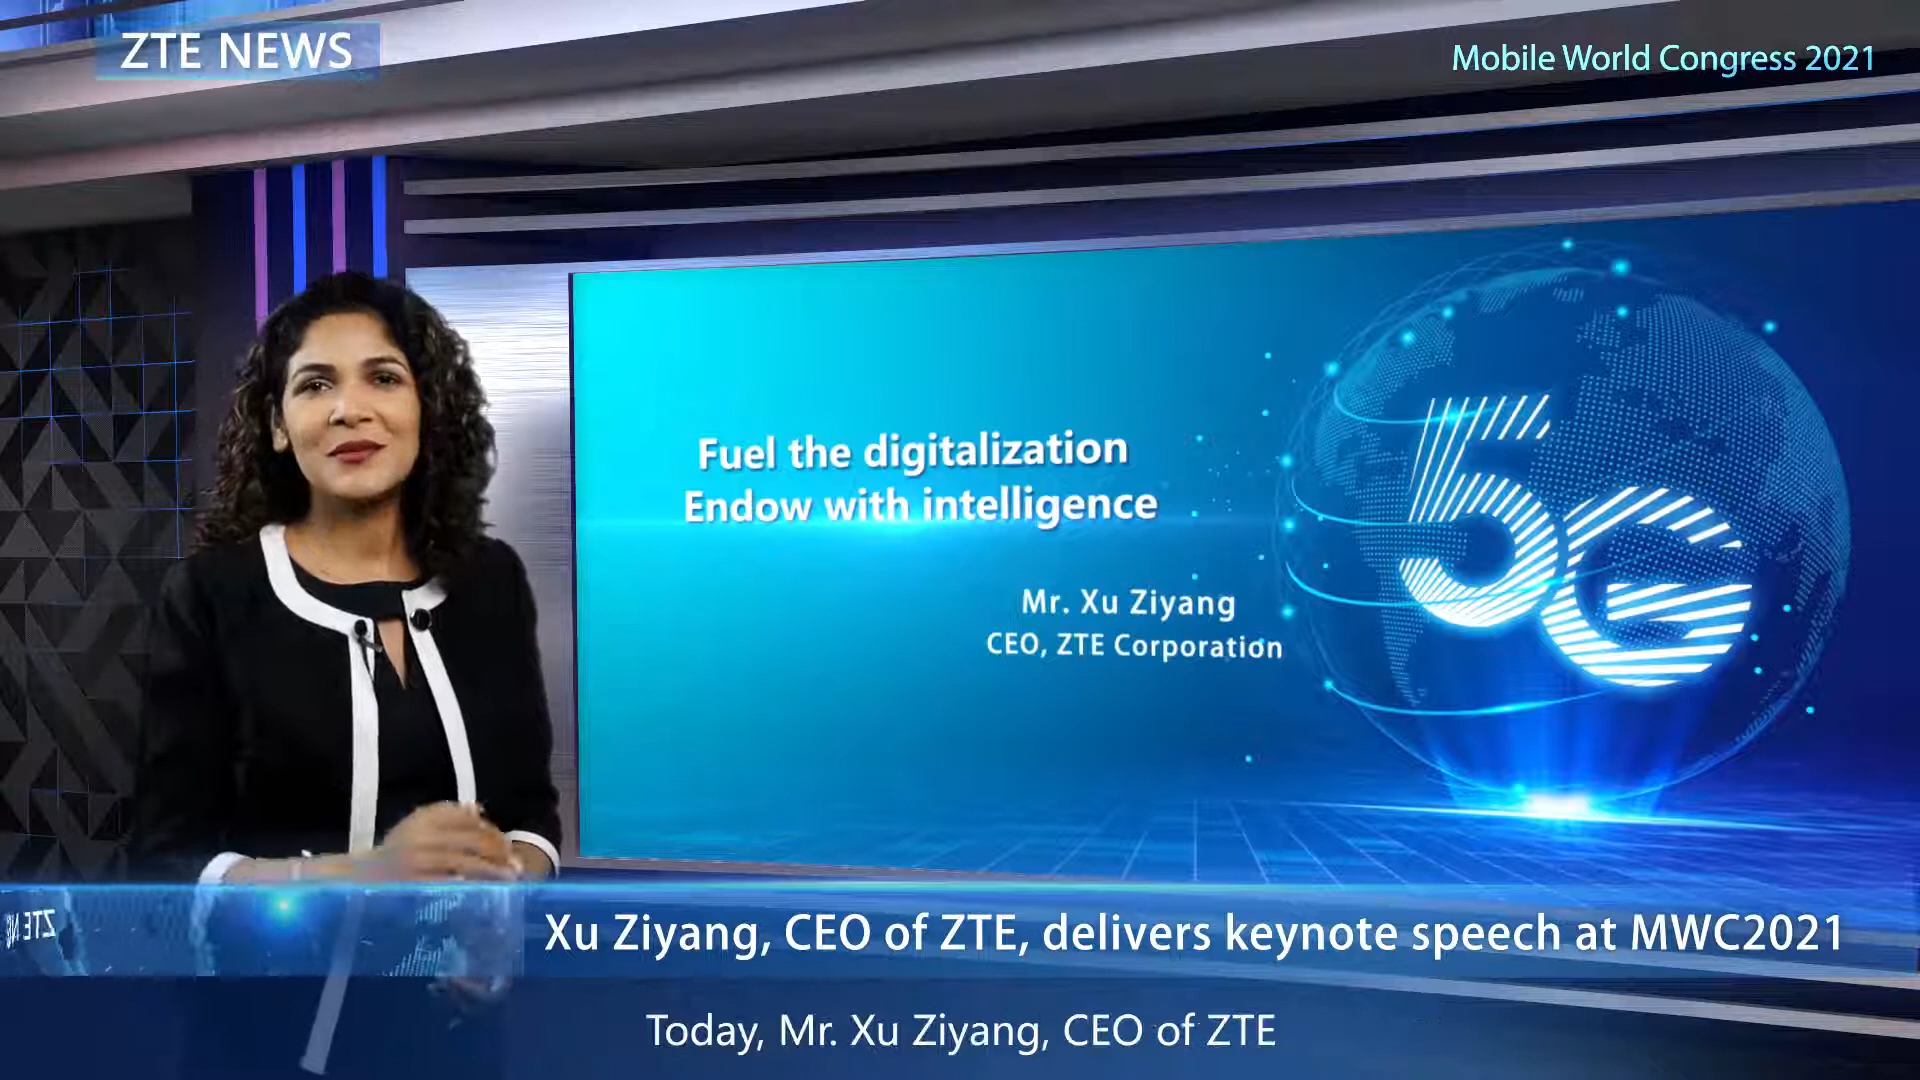 ZTE NEWS
Mobile World Congress 2021
Fuel the digitalization
Endow with intelligence
5G
Mr. Xu Ziyang
CEO, ZTE Corporation
Xu Ziyang, CEO of ZTE, delivers keynote speech at MWC2021
Today, Mr. Xu Ziyang, CEO of ZTE